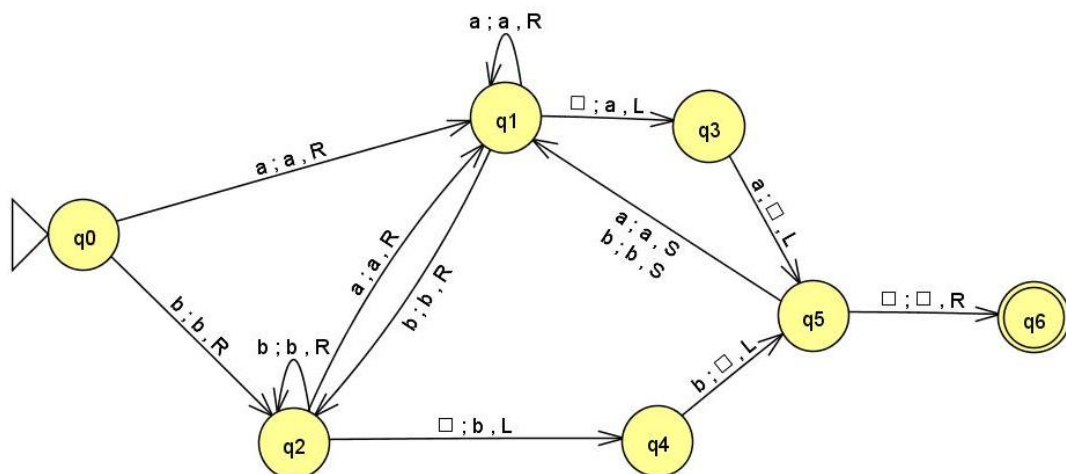 a ; a , R
q1
□ ; a , L
q3
a ; a , R
q0
a ; □ , L
a ; a , S
b ; b , S
a ; a , R
b ; b , R
b ; b , R
q5
□ ; □ , R
q6
b ; b , R
b ; □ , L
q2
□ ; b , L
q4